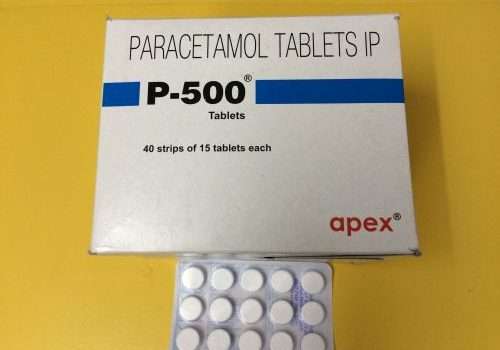 PARACETAMOL TABLETS IP
P-500®
Tablets
40 strips of 15 tablets each
apex®